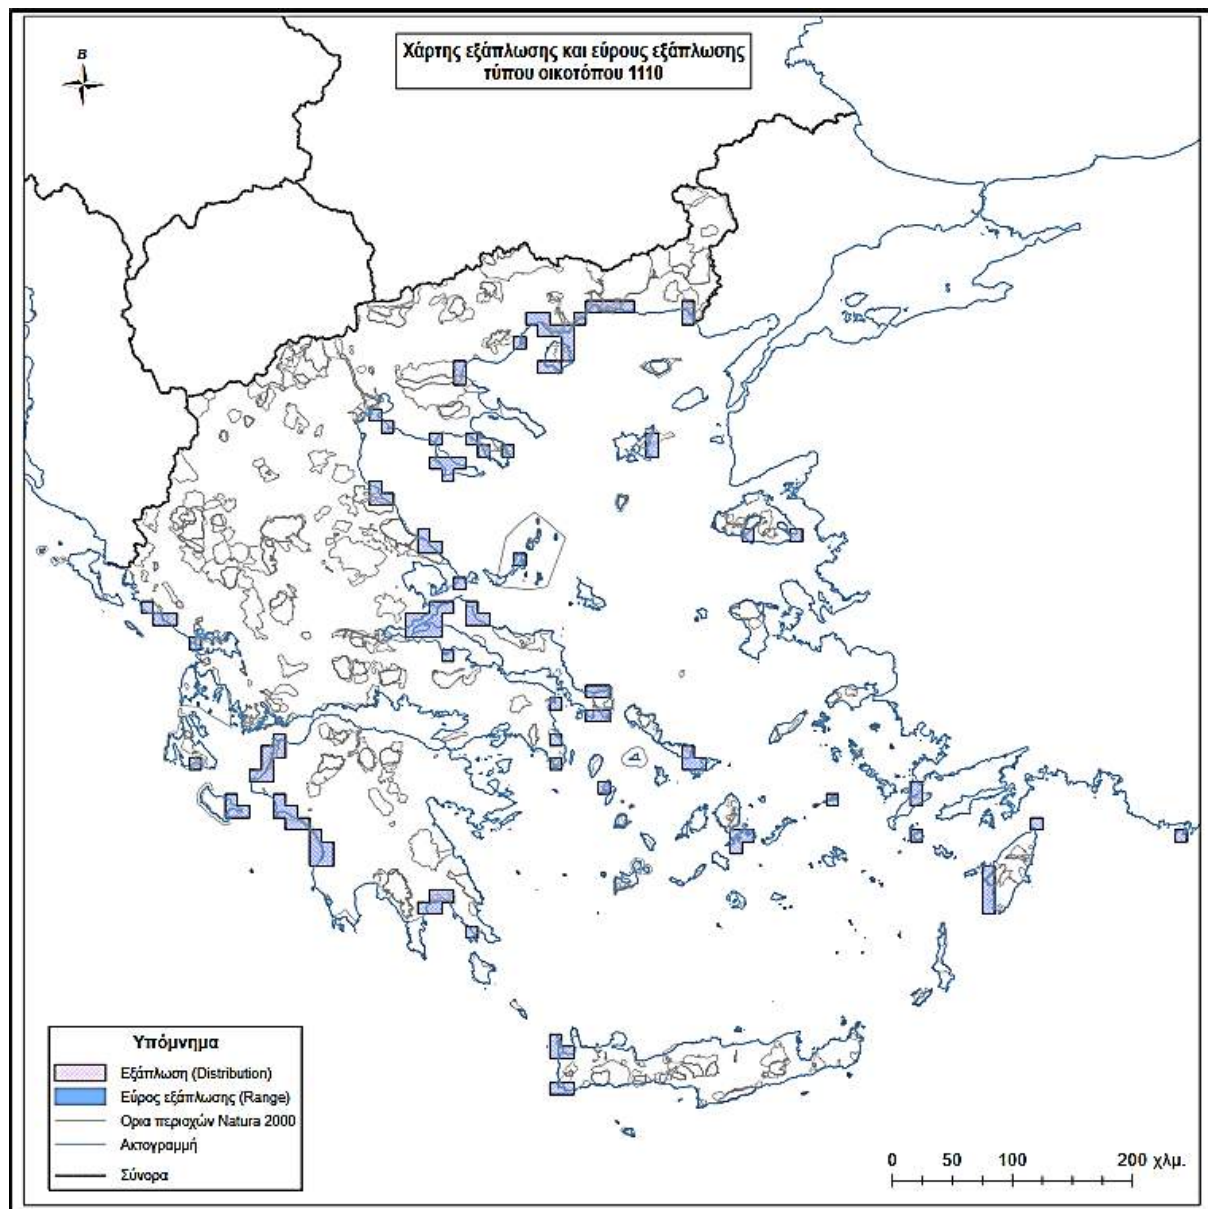 Β
Χάρτης εξάπλωσης και εύρους εξάπλωσης
τύπου οικοτόπου 1110
Υπόμνημα
Εξάπλωση (Distribution)
Εύρος εξάπλωσης (Range)
Ορια περιοχών Natura 2000
Ακτογραμμή
Σύνορα
0 50 100 200 χλμ.